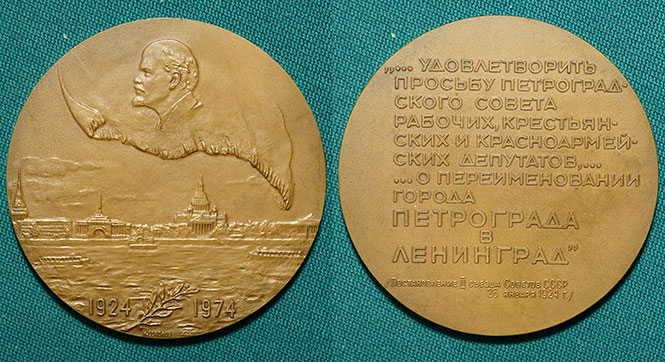 1924 1974
„... УДОВЛЕТВОРИТЬ
ПРОСЬБУ ПЕТРОГРАД-
СКОГО СОВЕТА
РАБОЧИХ, КРЕСТЬЯН-
СКИХ И КРАСНОАРМЕЙ-
СКИХ ДЕПУТАТОВ,...
...О ПЕРЕИМЕНОВАНИИ
ГОРОДА
ПЕТРОГРАДА
В
ЛЕНИНГРАД”
/Постановление II съезда Советов СССР
26 января 1924 г./